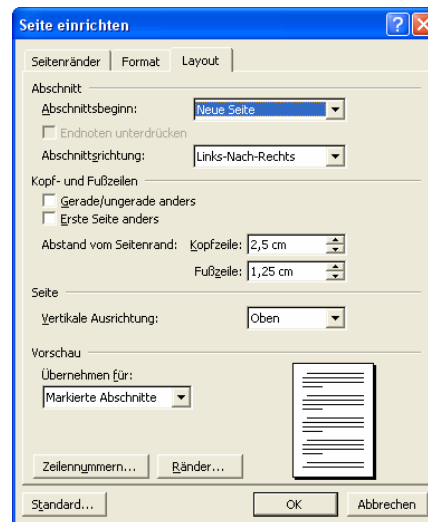 Seite einrichten
Seitenränder Format Layout
Abschnitt
Abschnittsbeginn: Neue Seite
Endnoten unterdrücken
Abschnittsrichtung: Links-Nach-Rechts
Kopf- und Fußzeilen
Gerade/ungerade anders
Erste Seite anders
Abstand vom Seitenrand: Kopfzeile: 2,5 cm
Fußzeile: 1,25 cm
Seite
Vertikale Ausrichtung: Oben
Vorschau
Übernehmen für:
Markierte Abschnitte
Zeilennummern... Ränder...
Standard... OK Abbrechen